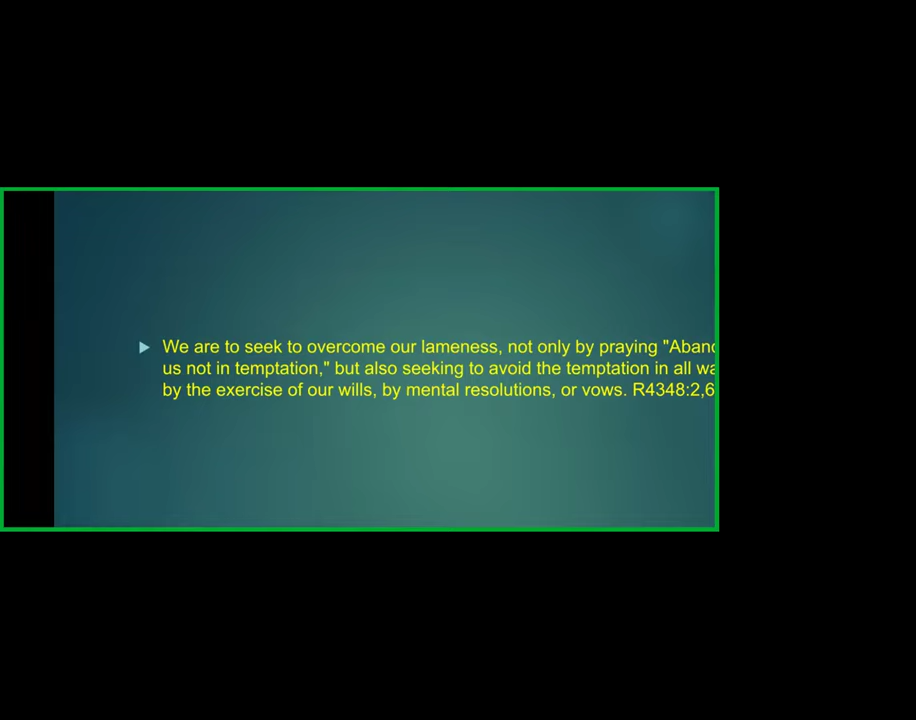 We are to seek to overcome our lameness, not only by praying "Abanc
us not in temptation," but also seeking to avoid the temptation in all wa
by the exercise of our wills, by mental resolutions, or vows. R4348:2,6